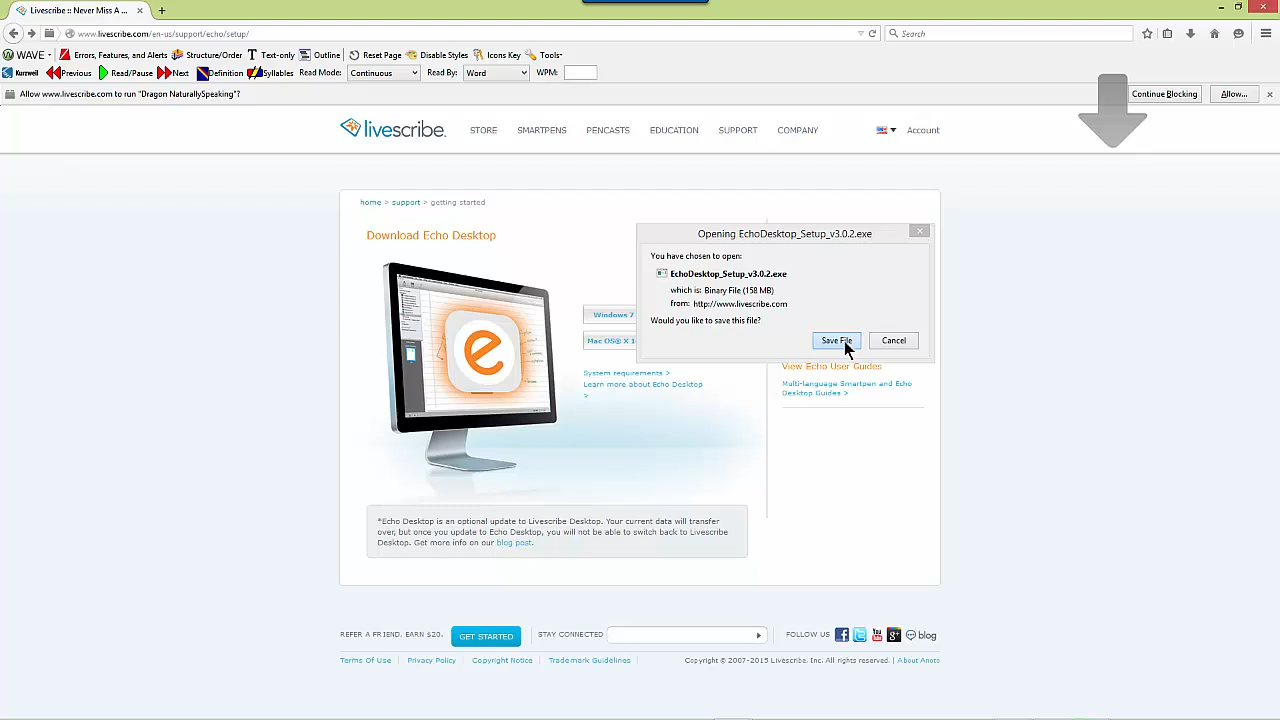 Livescribe :: Never Miss A ...
www.livescribe.com/en-us/support/echo/setup/
Search
WAVE
Errors, Features, and Alerts
Structure/Order
Text-only
Outline
Reset Page
Disable Styles
Icons Key
Tools
Kurzweil
Previous
Read/Pause
Next
Definition
Syllables
Read Mode:
Continuous
Read By:
Word
WPM:
Allow www.livescribe.com to run "Dragon NaturallySpeaking"?
Continue Blocking
Allow...
livescribe
STORE
SMARTPENS
PENCASTS
EDUCATION
SUPPORT
COMPANY
Account
home > support > getting started
Download Echo Desktop
Opening EchoDesktop_Setup_v3.0.2.exe
You have chosen to open:
EchoDesktop_Setup_v3.0.2.exe
which is: Binary File (158 MB)
from: http://www.livescribe.com
Would you like to save this file?
Save File
Cancel
Windows 7
Mac OS® X 1
System requirements >
Learn more about Echo Desktop
>
View Echo User Guides
Multi-language Smartpen and Echo
Desktop Guides >
e
*Echo Desktop is an optional update to Livescribe Desktop. Your current data will transfer
over, but once you update to Echo Desktop, you will not be able to switch back to Livescribe
Desktop. Get more info on our blog post.
REFER A FRIEND, EARN $20.
GET STARTED
STAY CONNECTED
FOLLOW US
blog
Terms Of Use
Privacy Policy
Copyright Notice
Trademark Guidelines
Copyright © 2007-2015 Livescribe, Inc. All rights reserved. | About Anoto